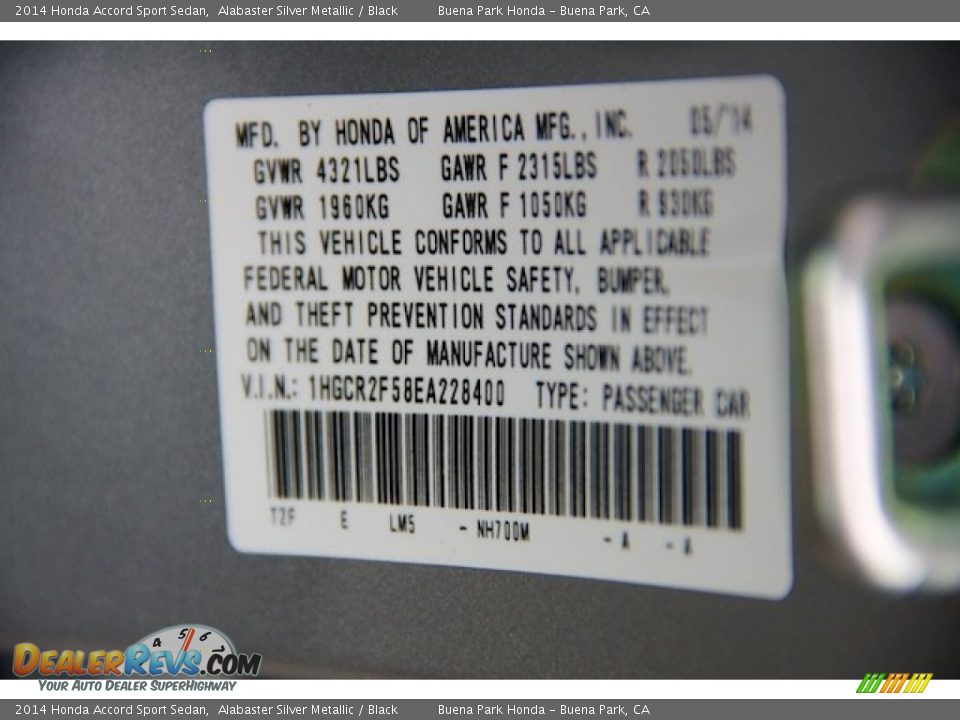 2014 Honda Accord Sport Sedan, Alabaster Silver Metallic / Black Buena Park Honda - Buena Park, CA
MFD. BY HONDA OF AMERICA MFG., INC. 05/'14
GVWR 4321LBS GAWR F 2315LBS R 2050LBS
GVWR 1960KG GAWR F 1050KG R 930KG
THIS VEHICLE CONFORMS TO ALL APPLICABLE
FEDERAL MOTOR VEHICLE SAFETY, BUMPER,
AND THEFT PREVENTION STANDARDS IN EFFECT
ON THE DATE OF MANUFACTURE SHOWN ABOVE.
V.I.N.: 1HGCR2F58EA228400 TYPE: PASSENGER CAR
T2F E LM5 - NH700M - A - A
4 5 6
DEALERREVS.COM
YOUR AUTO DEALER SUPERHIGHWAY
2014 Honda Accord Sport Sedan, Alabaster Silver Metallic / Black Buena Park Honda - Buena Park, CA